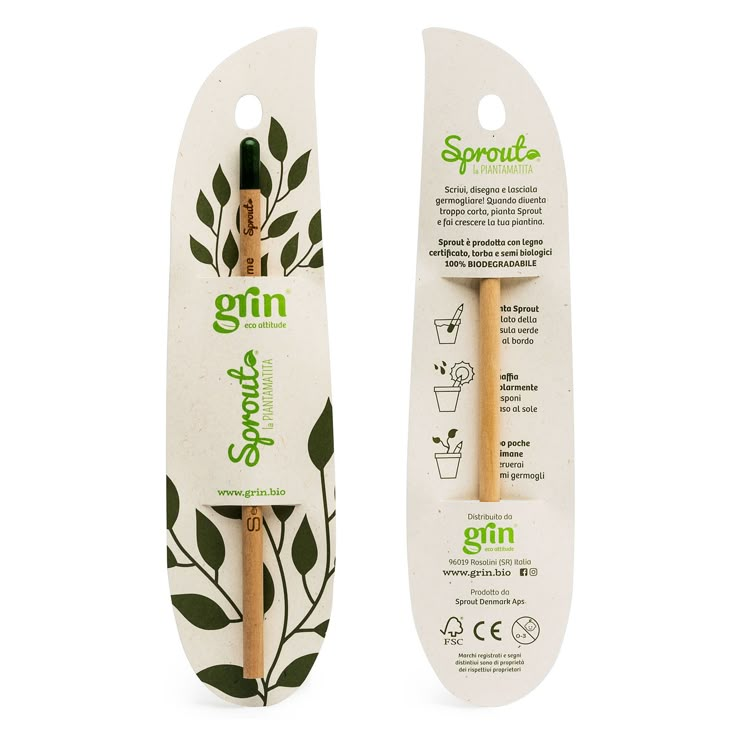 Sprout
me
grin®
eco attitude
Sprout®
la PIANTAMATITA
www.grin.bio
Se
Sprout
la PIANTAMATITA
Scrivi, disegna e lasciala
germogliare! Quando diventa
troppo corta, pianta Sprout
e fai crescere la tua piantina.
Sprout è prodotta con legno
certificato, torba e semi biologici
100% BIODEGRADABILE
nta Sprout
lato della
sula verde
al bordo
affia
olarmente
sponi
aso al sole
o poche
imane
erverai
mi germogli
Distribuito da
grin®
eco attitude
96019 Rosolini (SR) Italia
www.grin.bio
Prodotto da
Sprout Denmark Aps.
FSC
CE
0-3
Marchi registrati e segni
distintivi sono di proprietà
dei rispettivi proprietari